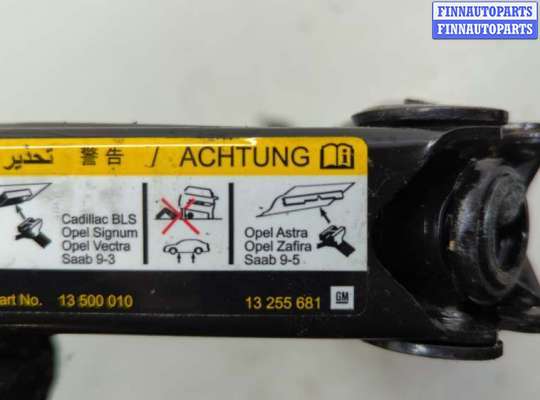 FINNAUTOPARTS
FINNAUTOPARTS
تحذير 警告 / ACHTUNG
Cadillac BLS
Opel Signum
Opel Vectra
Saab 9-3
Opel Astra
Opel Zafira
Saab 9-5
art No. 13 500 010 13 255 681 GM